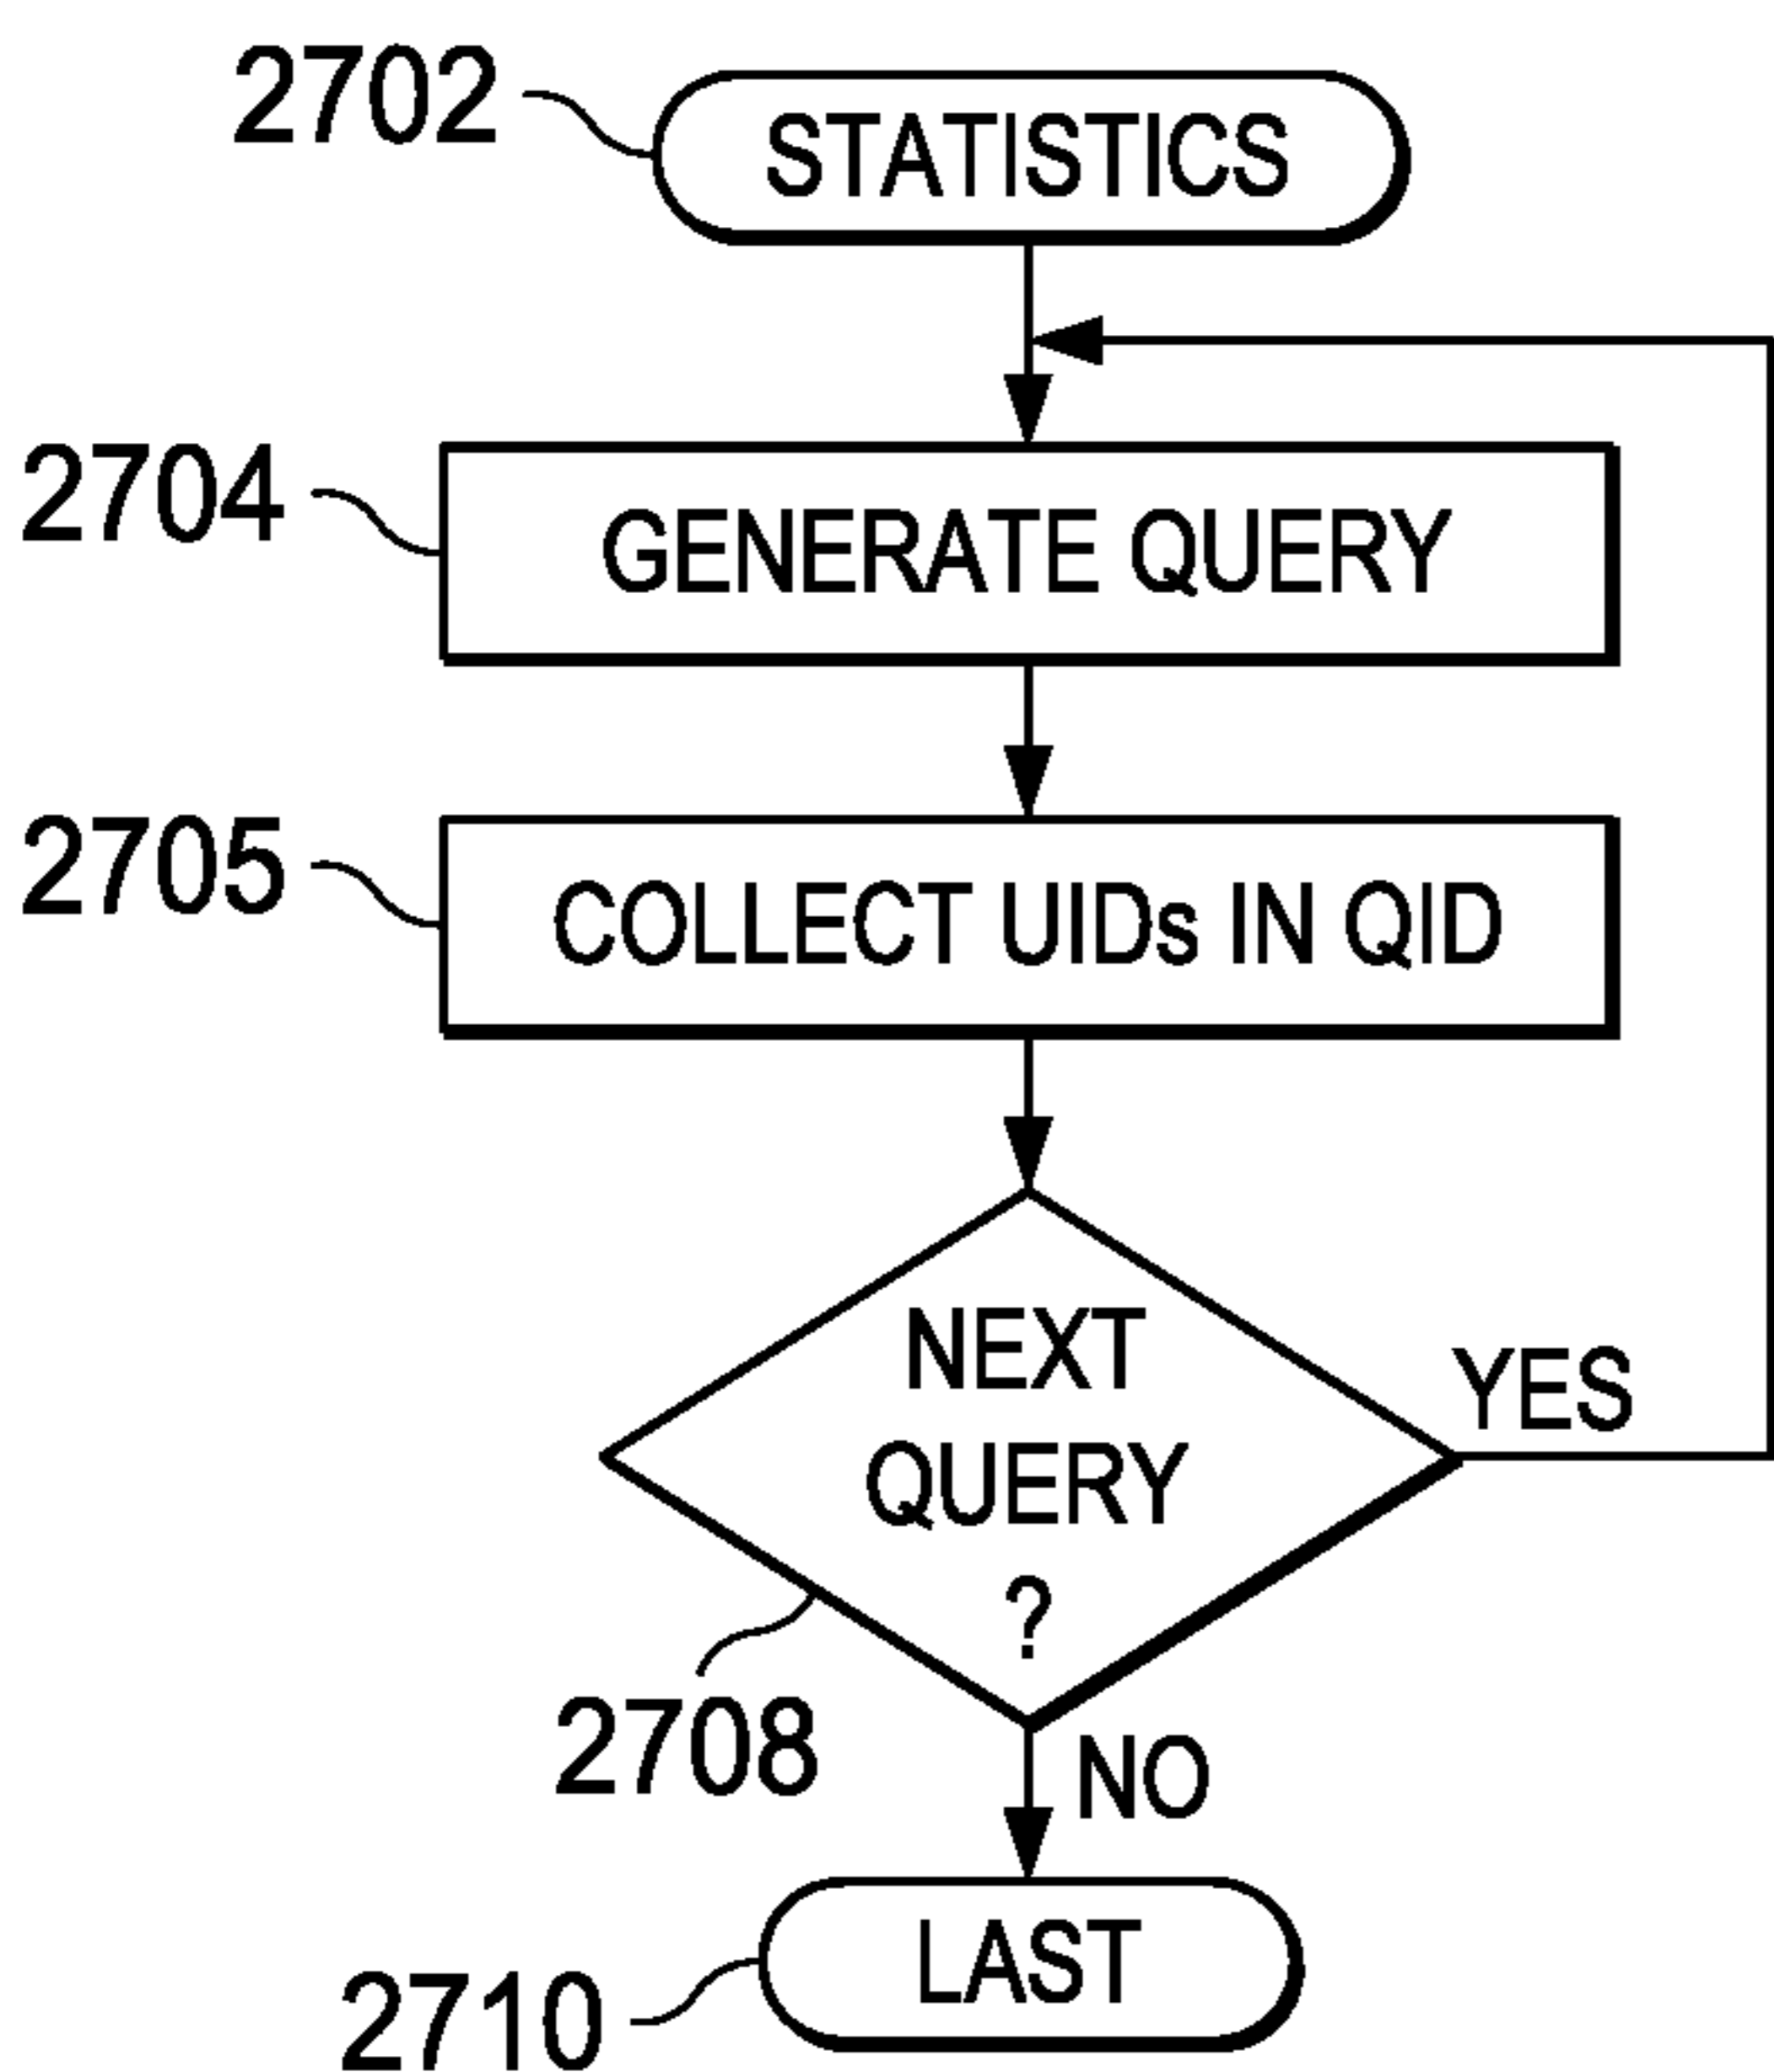 2702
STATISTICS
2704
GENERATE QUERY
2705
COLLECT UIDs IN QID
NEXT
QUERY
?
YES
2708
NO
LAST
2710